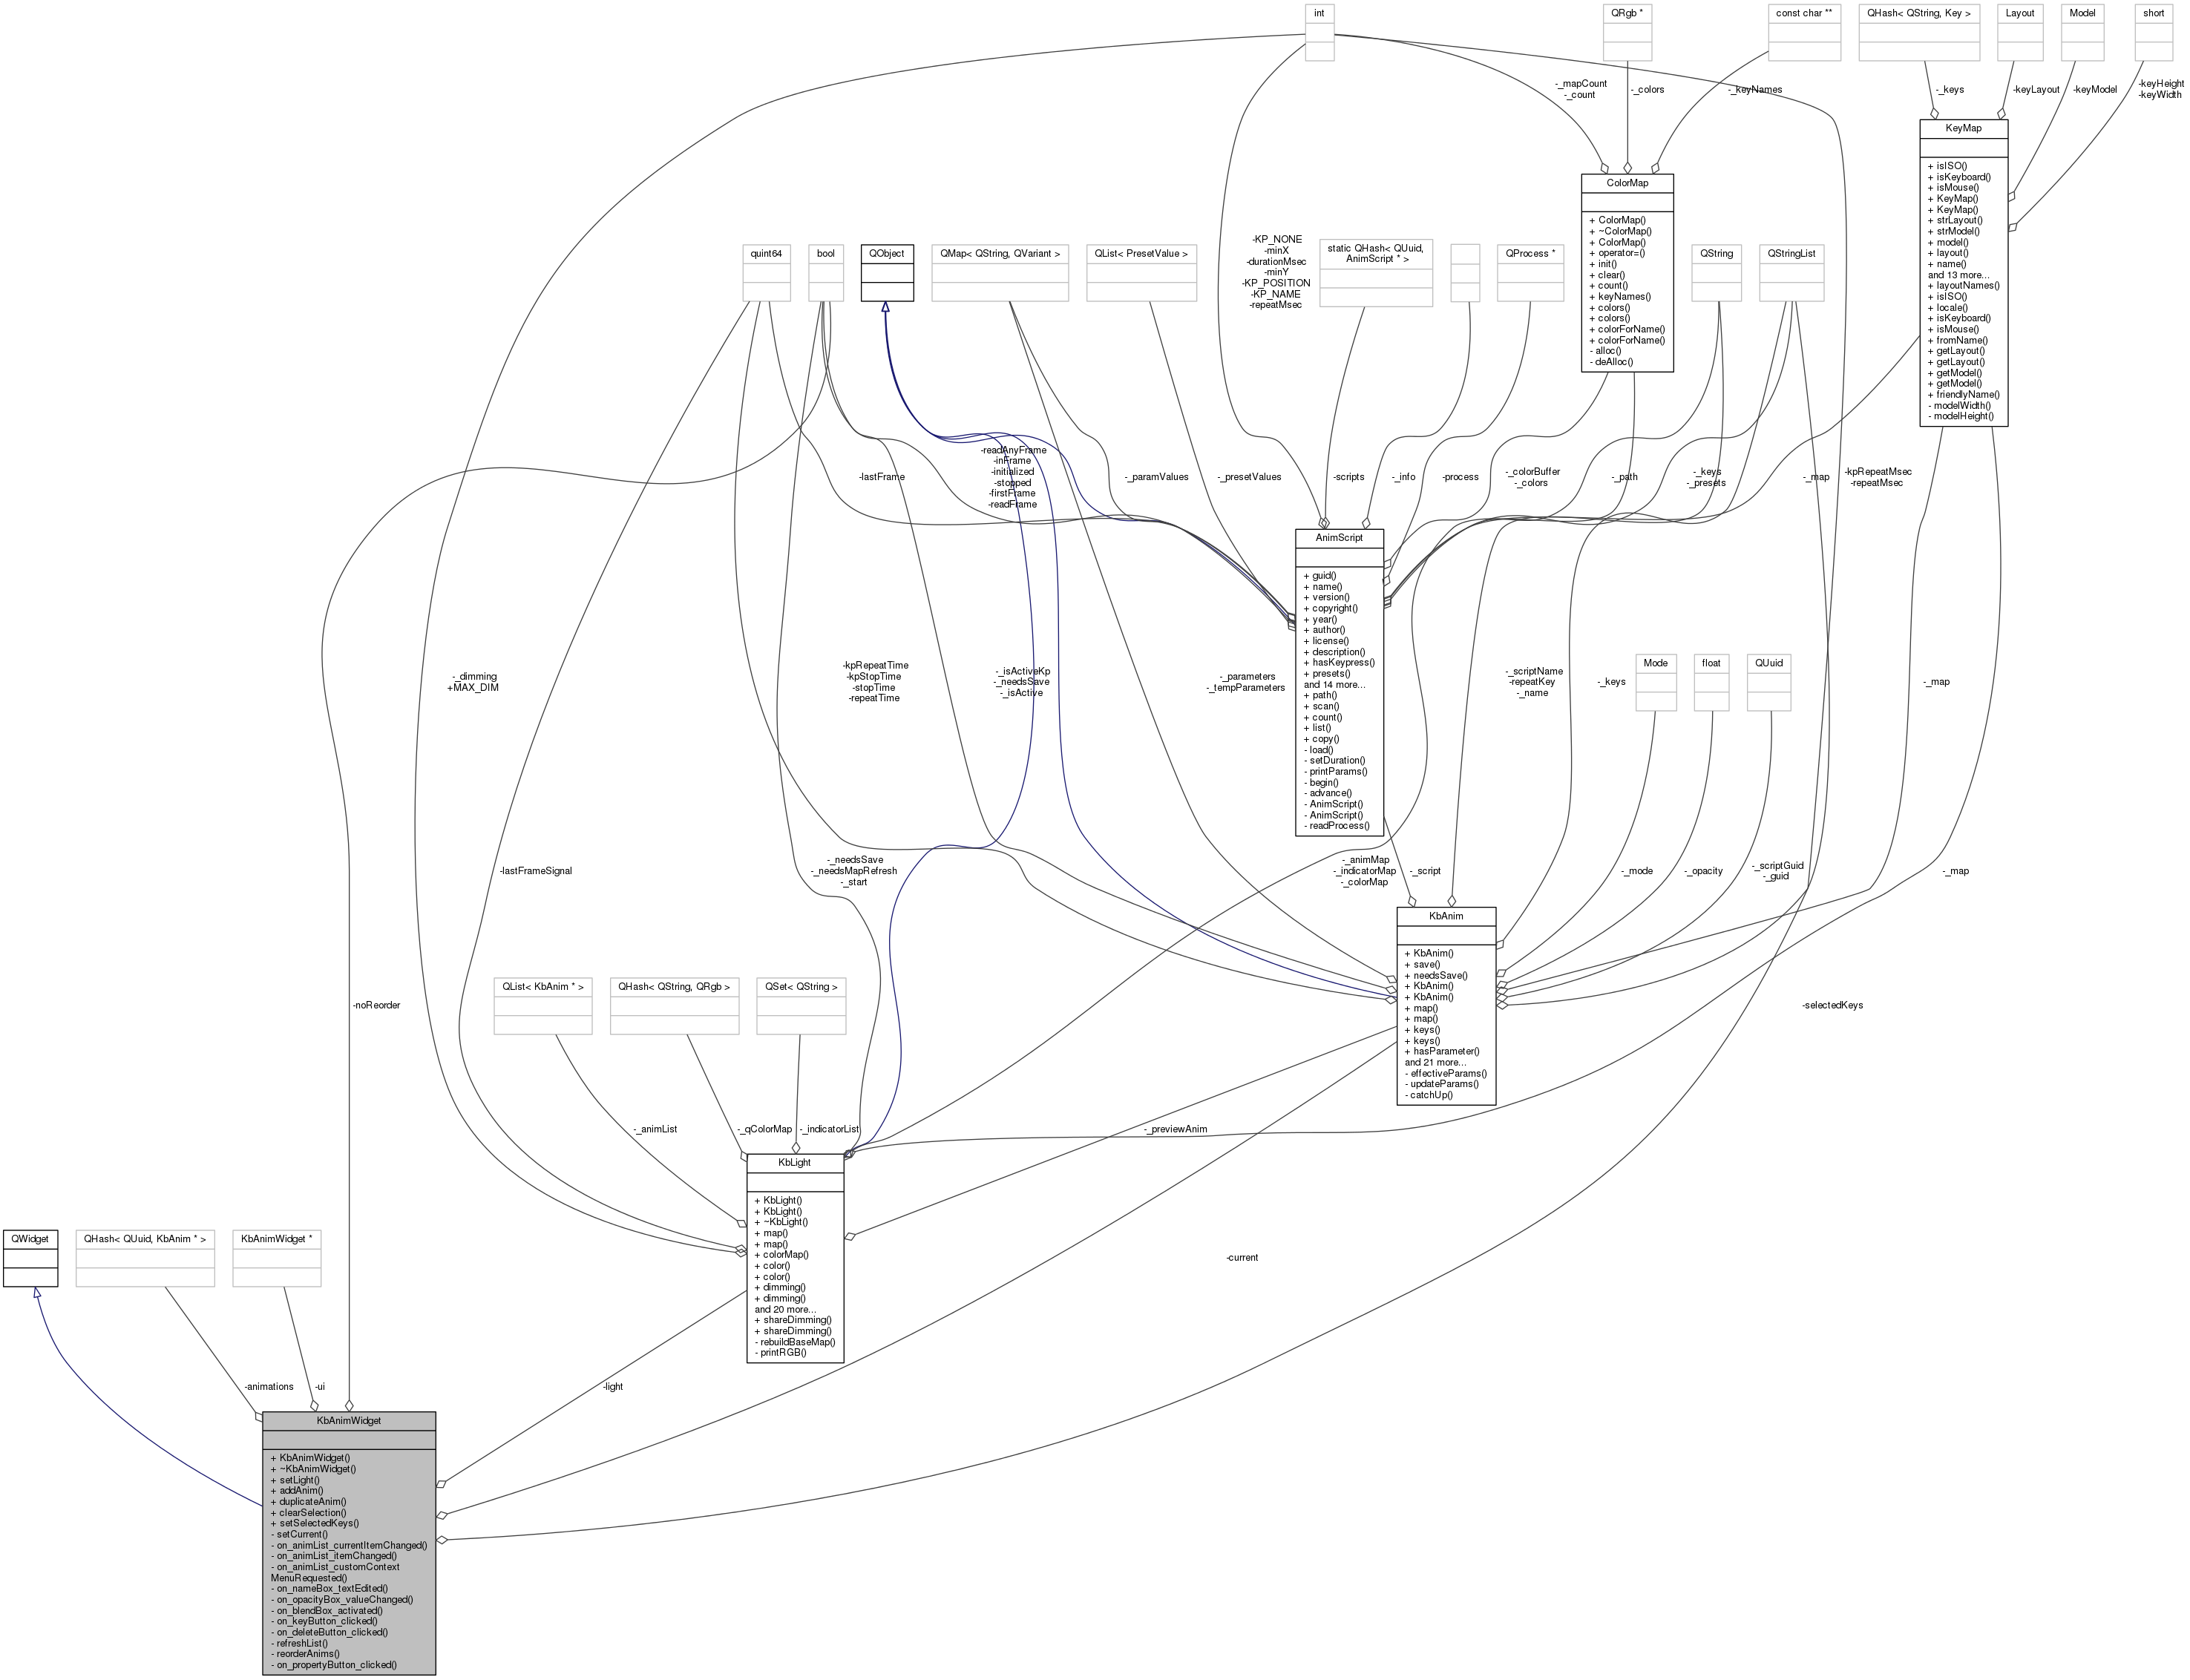 int
QRgb *
const char **
QHash< QString, Key >
Layout
Model
short
-_mapCount
-_count
-_colors
-_keyNames
-_keys
-keyLayout
-keyModel
-keyHeight
-keyWidth
KeyMap
+ isISO()
+ isKeyboard()
+ isMouse()
+ KeyMap()
+ KeyMap()
+ strLayout()
+ strModel()
+ model()
+ layout()
+ name()
and 13 more...
+ layoutNames()
+ isISO()
+ locale()
+ isKeyboard()
+ isMouse()
+ fromName()
+ getLayout()
+ getLayout()
+ getModel()
+ getModel()
+ friendlyName()
- modelWidth()
- modelHeight()
ColorMap
+ ColorMap()
+ ~ColorMap()
+ ColorMap()
+ operator=()
+ init()
+ clear()
+ count()
+ keyNames()
+ colors()
+ colors()
+ colorForName()
+ colorForName()
- alloc()
- deAlloc()
quint64
bool
QObject
QMap< QString, QVariant >
QList< PresetValue >
-KP_NONE
-minX
-durationMsec
-minY
-KP_POSITION
-KP_NAME
-repeatMsec
static QHash< QUuid,
AnimScript * >
QProcess *
QString
QStringList
-lastFrame
-readAnyFrame
-inFrame
-initialized
-stopped
-firstFrame
-readFrame
-_paramValues
-_presetValues
-scripts
-_info
-process
-_colorBuffer
-_colors
-_path
-_keys
-_presets
-_map
-kpRepeatMsec
-repeatMsec
AnimScript
+ guid()
+ name()
+ version()
+ copyright()
+ year()
+ author()
+ license()
+ description()
+ hasKeypress()
+ presets()
and 14 more...
+ path()
+ scan()
+ count()
+ list()
+ copy()
- load()
- setDuration()
- printParams()
- begin()
- advance()
- AnimScript()
- AnimScript()
- readProcess()
-_dimming
+MAX_DIM
-kpRepeatTime
-kpStopTime
-stopTime
-repeatTime
-_isActiveKp
-_needsSave
-_isActive
-_parameters
-_tempParameters
-_scriptName
-repeatKey
-_name
-_keys
Mode
float
QUuid
-_map
-lastFrameSignal
-_needsSave
-_needsMapRefresh
-_start
-_animMap
-_indicatorMap
-_colorMap
-_script
-_mode
-_opacity
-_scriptGuid
-_guid
-_map
KbAnim
+ KbAnim()
+ save()
+ needsSave()
+ KbAnim()
+ KbAnim()
+ map()
+ map()
+ keys()
+ keys()
+ hasParameter()
and 21 more...
- effectiveParams()
- updateParams()
- catchUp()
-noReorder
QList< KbAnim * >
QHash< QString, QRgb >
QSet< QString >
-selectedKeys
-_animList
-_qColorMap
-_indicatorList
-_previewAnim
KbLight
+ KbLight()
+ KbLight()
+ ~KbLight()
+ map()
+ map()
+ colorMap()
+ color()
+ color()
+ dimming()
+ dimming()
and 20 more...
+ shareDimming()
+ shareDimming()
- rebuildBaseMap()
- printRGB()
QWidget
QHash< QUuid, KbAnim * >
KbAnimWidget *
-current
-animations
-ui
-light
KbAnimWidget
+ KbAnimWidget()
+ ~KbAnimWidget()
+ setLight()
+ addAnim()
+ duplicateAnim()
+ clearSelection()
+ setSelectedKeys()
- setCurrent()
- on_animList_currentItemChanged()
- on_animList_itemChanged()
- on_animList_customContext
MenuRequested()
- on_nameBox_textEdited()
- on_opacityBox_valueChanged()
- on_blendBox_activated()
- on_keyButton_clicked()
- on_deleteButton_clicked()
- refreshList()
- reorderAnims()
- on_propertyButton_clicked()